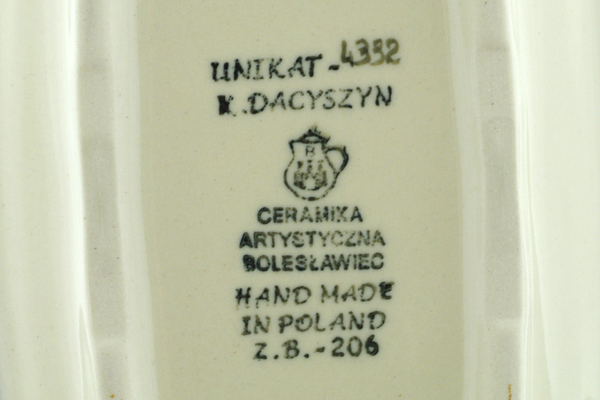 UNIKAT - 4332
K. DACYSZYN
B
CERAMIKA
ARTYSTYCZNA
BOLESŁAWIEC
HAND MADE
IN POLAND
Z.B.-206